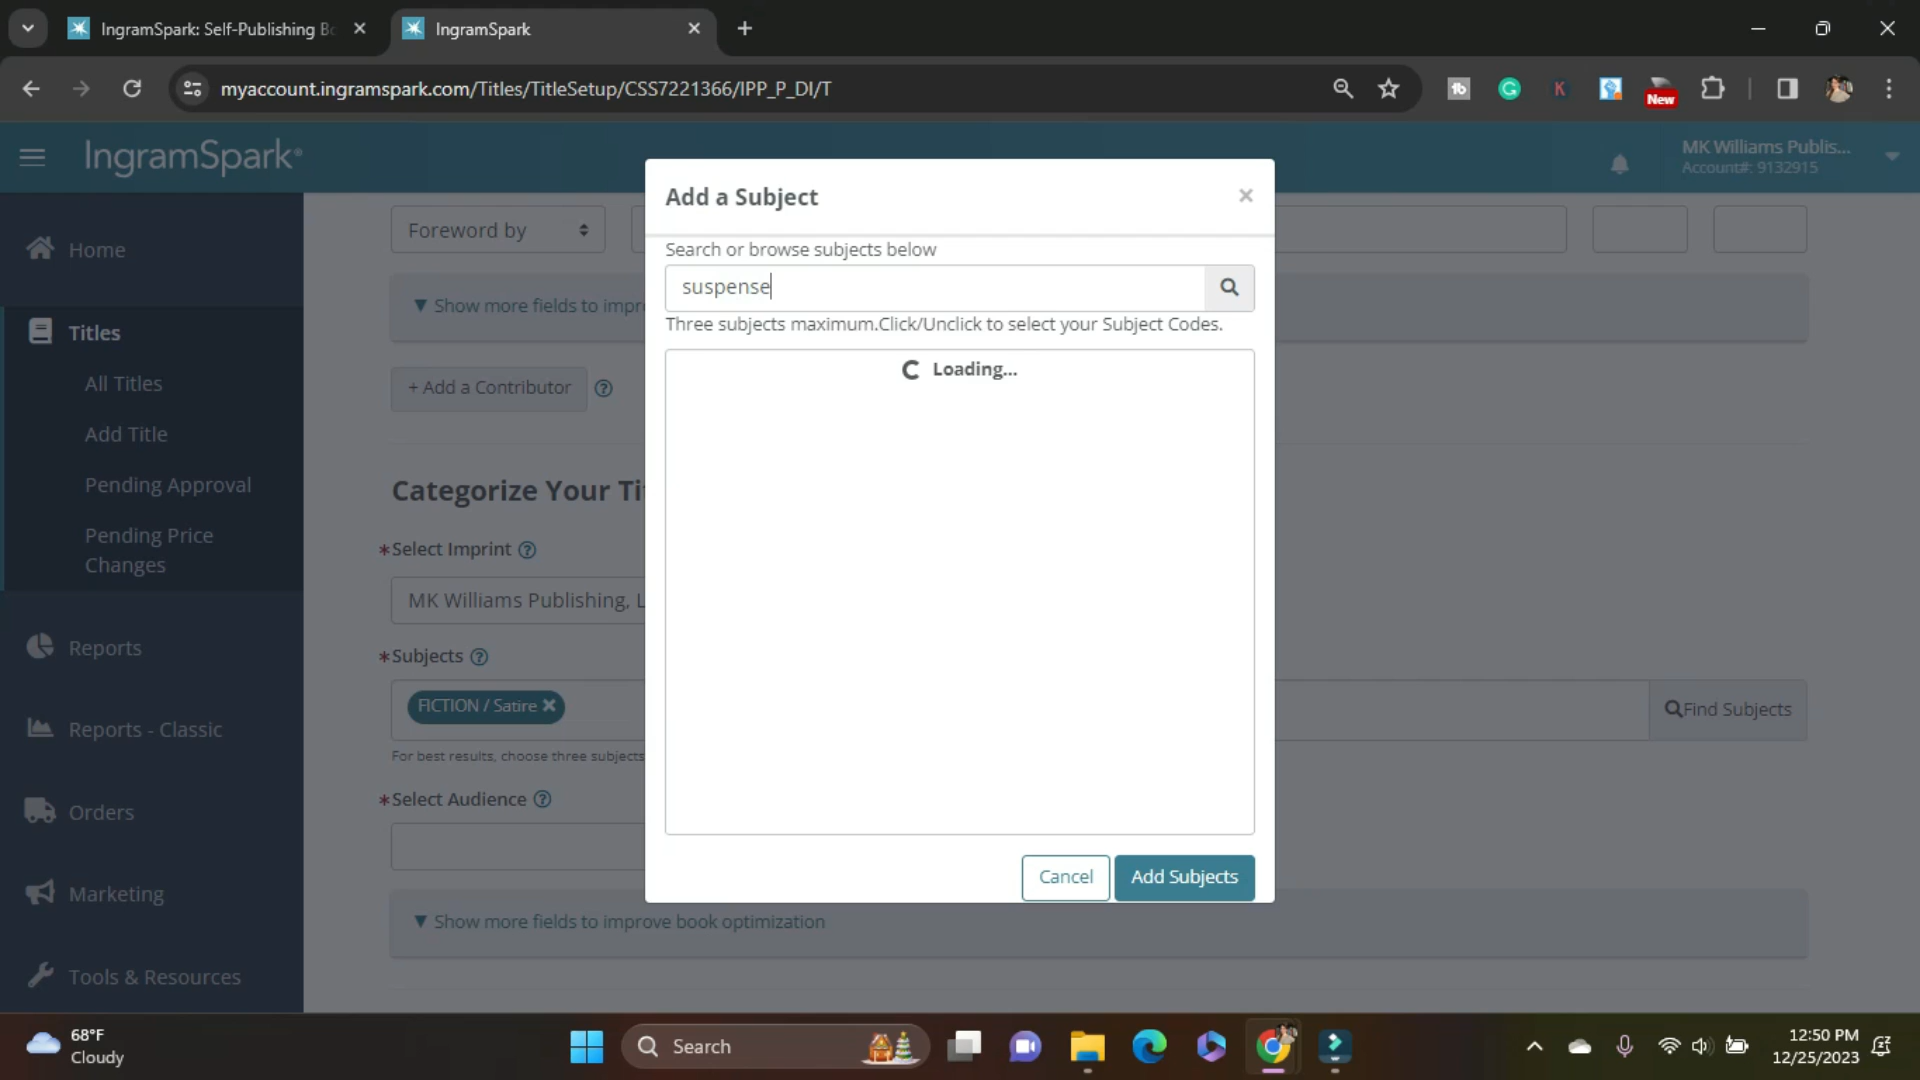 IngramSpark: Self-Publishing Bo
IngramSpark
myaccount.ingramspark.com/Titles/TitleSetup/CSS7221366/IPP_P_DI/T
New
IngramSpark®
MK Williams Publis...
Account#: 9132915
Home
Titles
All Titles
Add Title
Pending Approval
Pending Price
Changes
Reports
Reports - Classic
Orders
Marketing
Tools & Resources
Foreword by
▼ Show more fields to impr
+ Add a Contributor
Categorize Your Ti
*Select Imprint
MK Williams Publishing, L
*Subjects
FICTION / Satire
Find Subjects
For best results, choose three subjects
*Select Audience
▼ Show more fields to improve book optimization
Add a Subject
Search or browse subjects below
suspense
Three subjects maximum.Click/Unclick to select your Subject Codes.
Loading...
Cancel
Add Subjects
68°F
Cloudy
Search
12:50 PM
12/25/2023